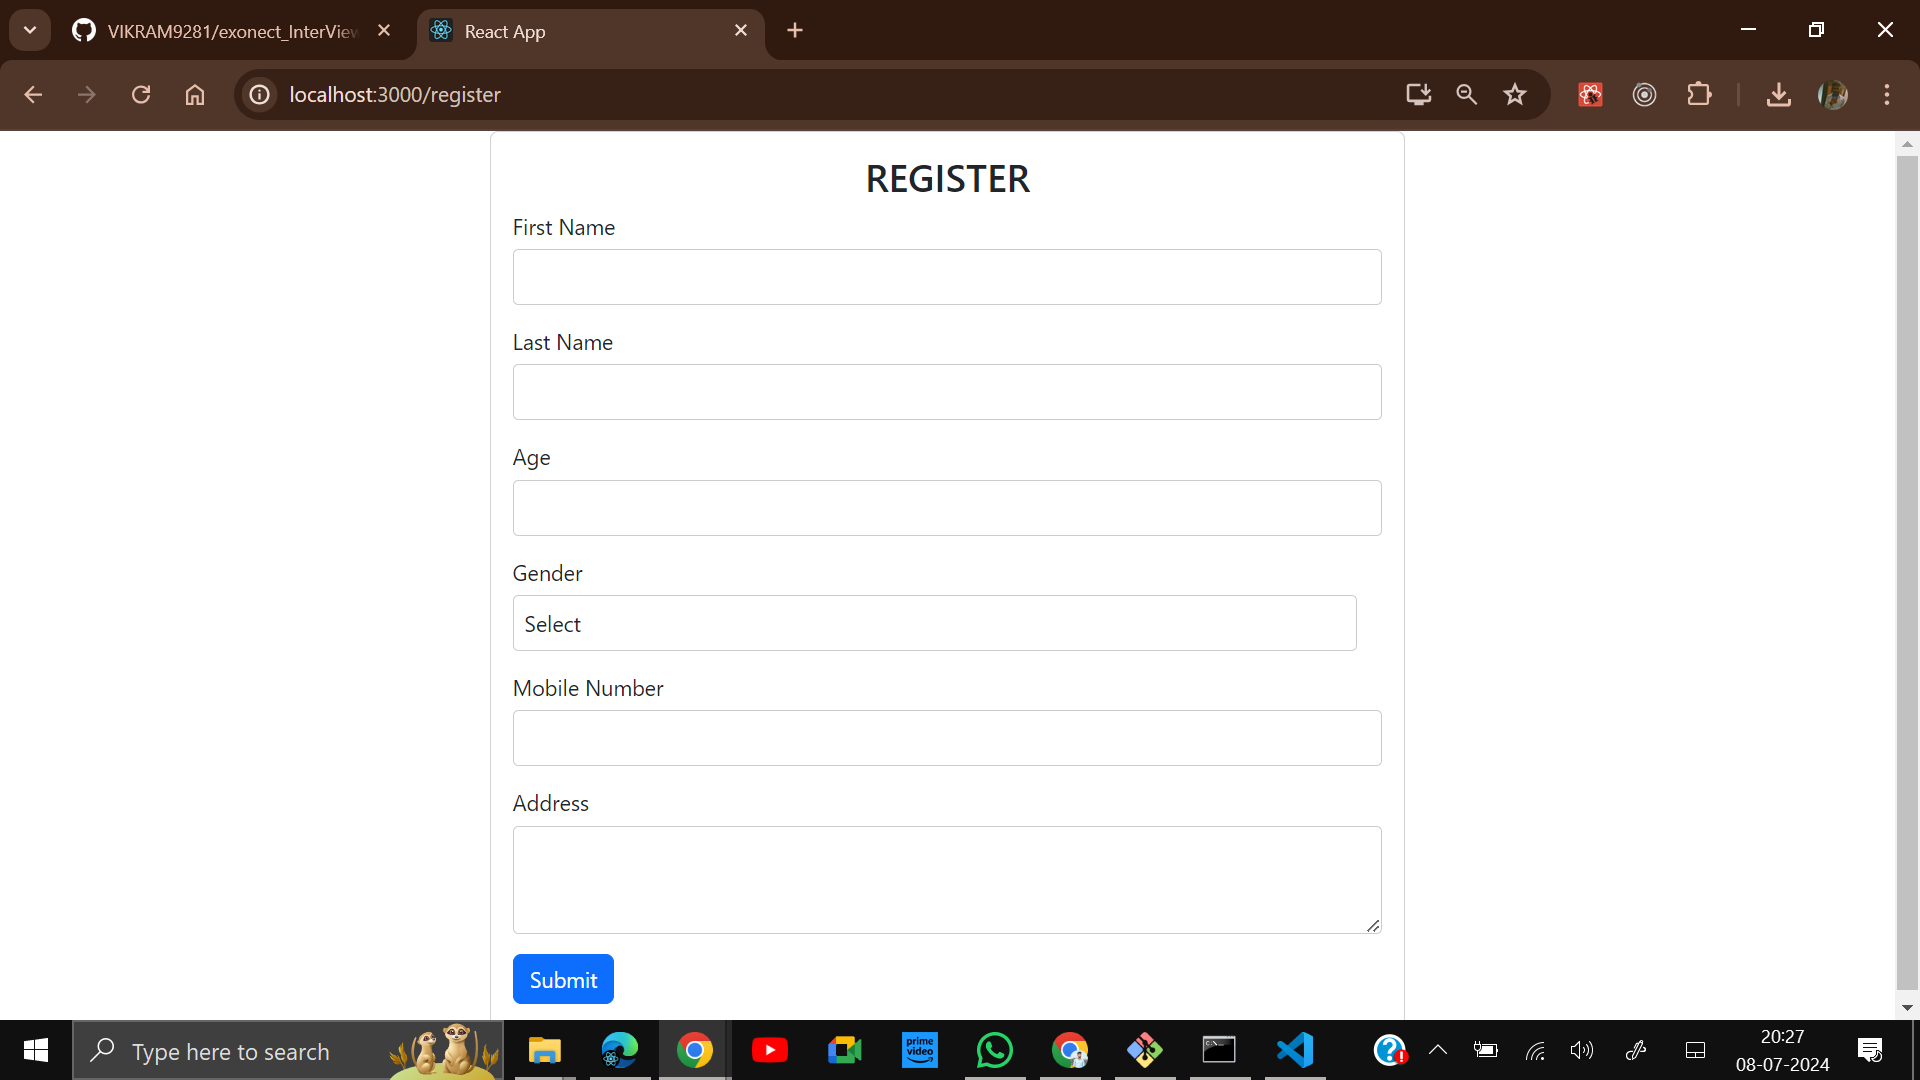 VIKRAM9281/exonect_InterView
React App
localhost:3000/register
REGISTER
First Name
Last Name
Age
Gender
Select
Mobile Number
Address
Submit
Type here to search
prime video
20:27
08-07-2024